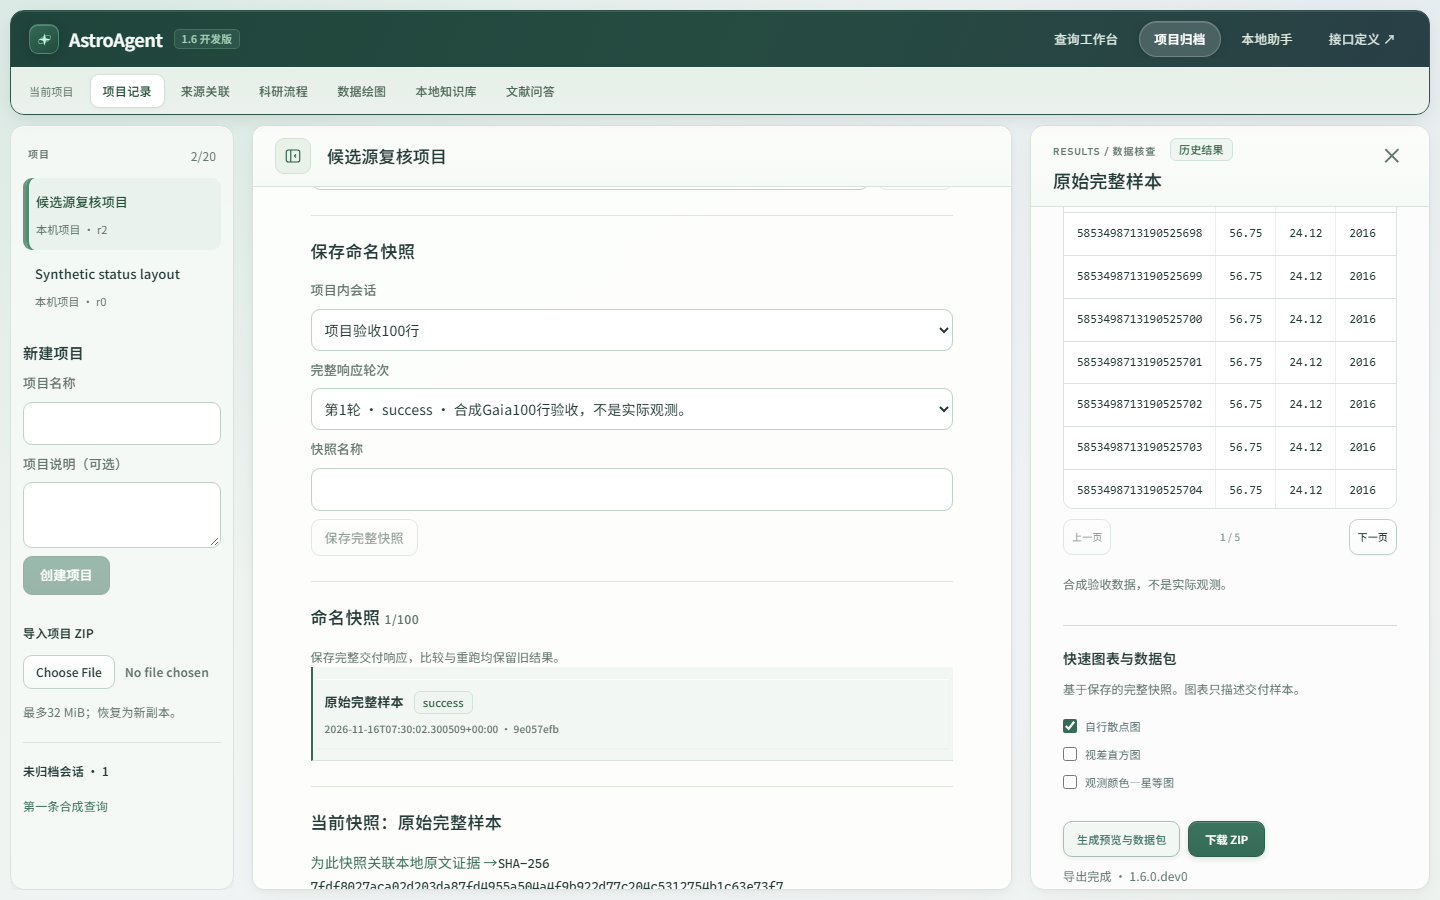 AstroAgent
1.6 开发版
查询工作台
项目归档
本地助手
接口定义 ↗
当前项目
项目记录
来源关联
科研流程
数据绘图
本地知识库
文献问答
项目
2/20
候选源复核项目
本机项目 · r2
Synthetic status layout
本机项目 · r0
新建项目
项目名称
项目说明（可选）
创建项目
导入项目 ZIP
Choose File No file chosen
最多32 MiB；恢复为新副本。
未归档会话 · 1
第一条合成查询
候选源复核项目
保存命名快照
项目内会话
项目验收100行
完整响应轮次
第1轮 · success · 合成Gaia100行验收，不是实际观测。
快照名称
保存完整快照
命名快照 1/100
保存完整交付响应，比较与重跑均保留旧结果。
原始完整样本 success
2026-11-16T07:30:02.300509+00:00 · 9e057efb
当前快照：原始完整样本
为此快照关联本地原文证据 →SHA-256
7fdf8027aca02d203da87fd4955a504a4f9b922d77c204c5312754b1c63e73f7
RESULTS / 数据核查 历史结果
原始完整样本
5853498713190525698 56.75 24.12 2016
5853498713190525699 56.75 24.12 2016
5853498713190525700 56.75 24.12 2016
5853498713190525701 56.75 24.12 2016
5853498713190525702 56.75 24.12 2016
5853498713190525703 56.75 24.12 2016
5853498713190525704 56.75 24.12 2016
上一页 1 / 5 下一页
合成验收数据，不是实际观测。
快速图表与数据包
基于保存的完整快照。图表只描述交付样本。
自行散点图
视差直方图
观测颜色—星等图
生成预览与数据包 下载 ZIP
导出完成 · 1.6.0.dev0